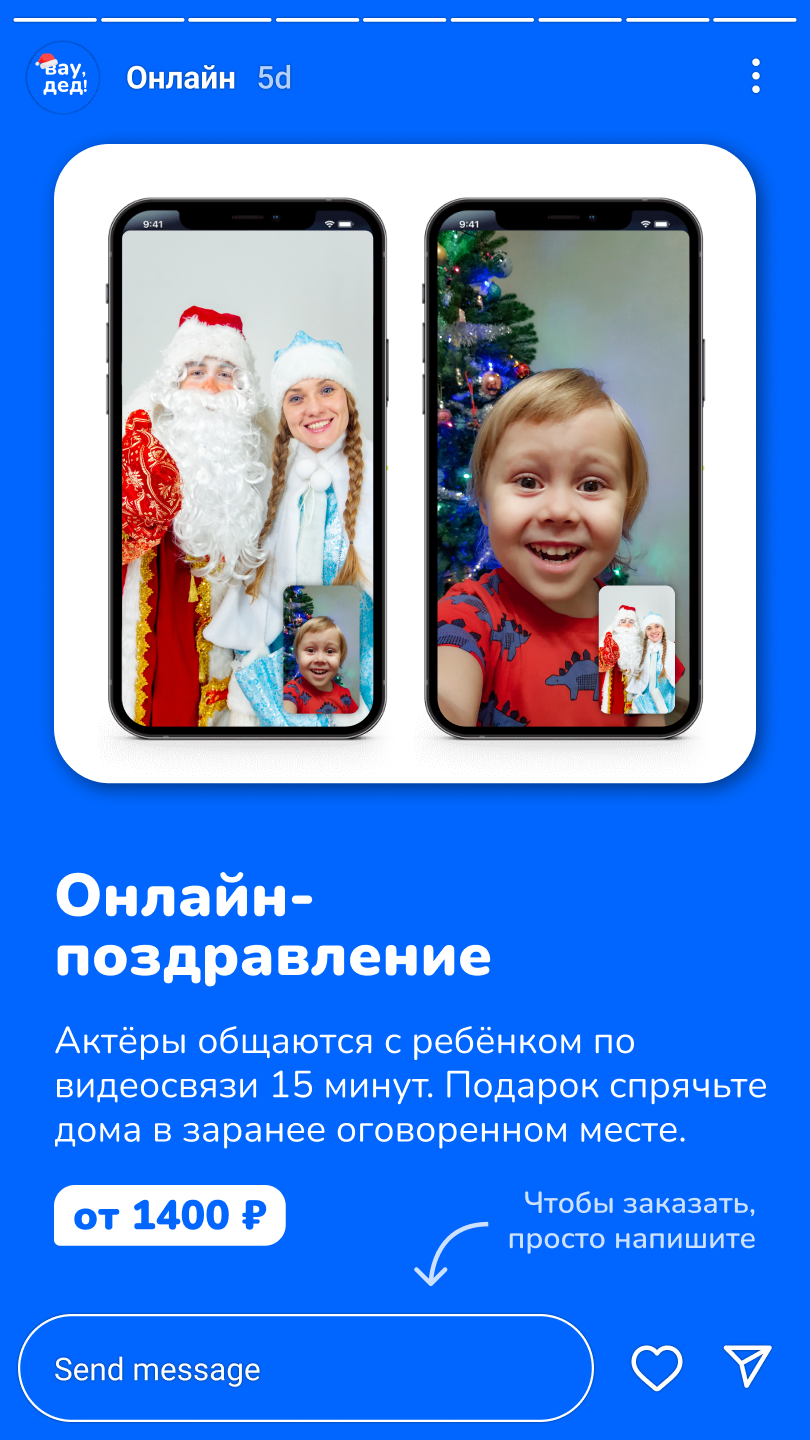 вау,
дед!
Онлайн 5d
9:41
9:41
Онлайн-
поздравление
Актёры общаются с ребёнком по
видеосвязи 15 минут. Подарок спрячьте
дома в заранее оговоренном месте.
от 1400 ₽
Чтобы заказать,
просто напишите
Send message